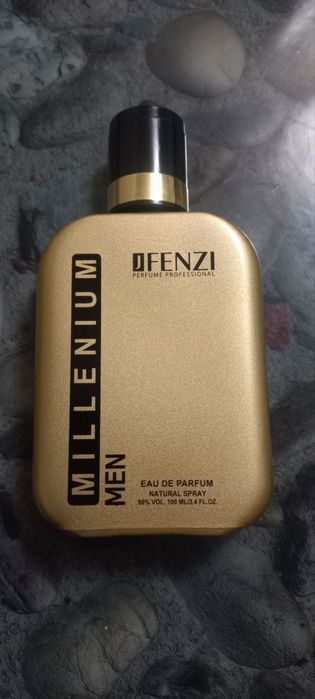 JFENZI
PERFUME PROFESSIONAL
MILLENIUM
MEN
EAU DE PARFUM
NATURAL SPRAY
80% VOL. 100 ML/3.4 FL.OZ.